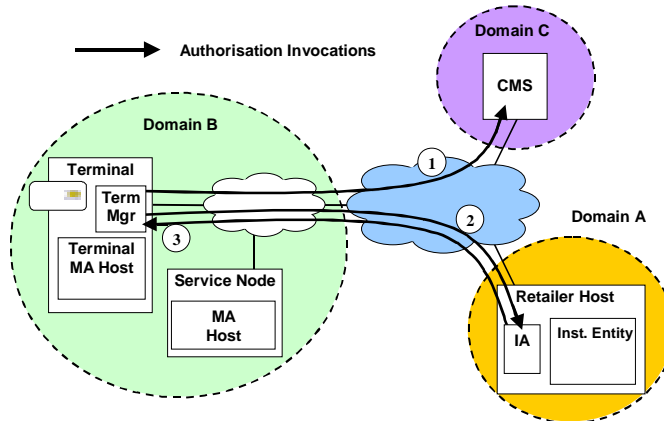 Authorisation Invocations
Domain C
CMS
Domain B
Terminal
Term
Mgr
1
2
3
Terminal
MA Host
Service Node
MA
Host
Domain A
Retailer Host
IA
Inst. Entity